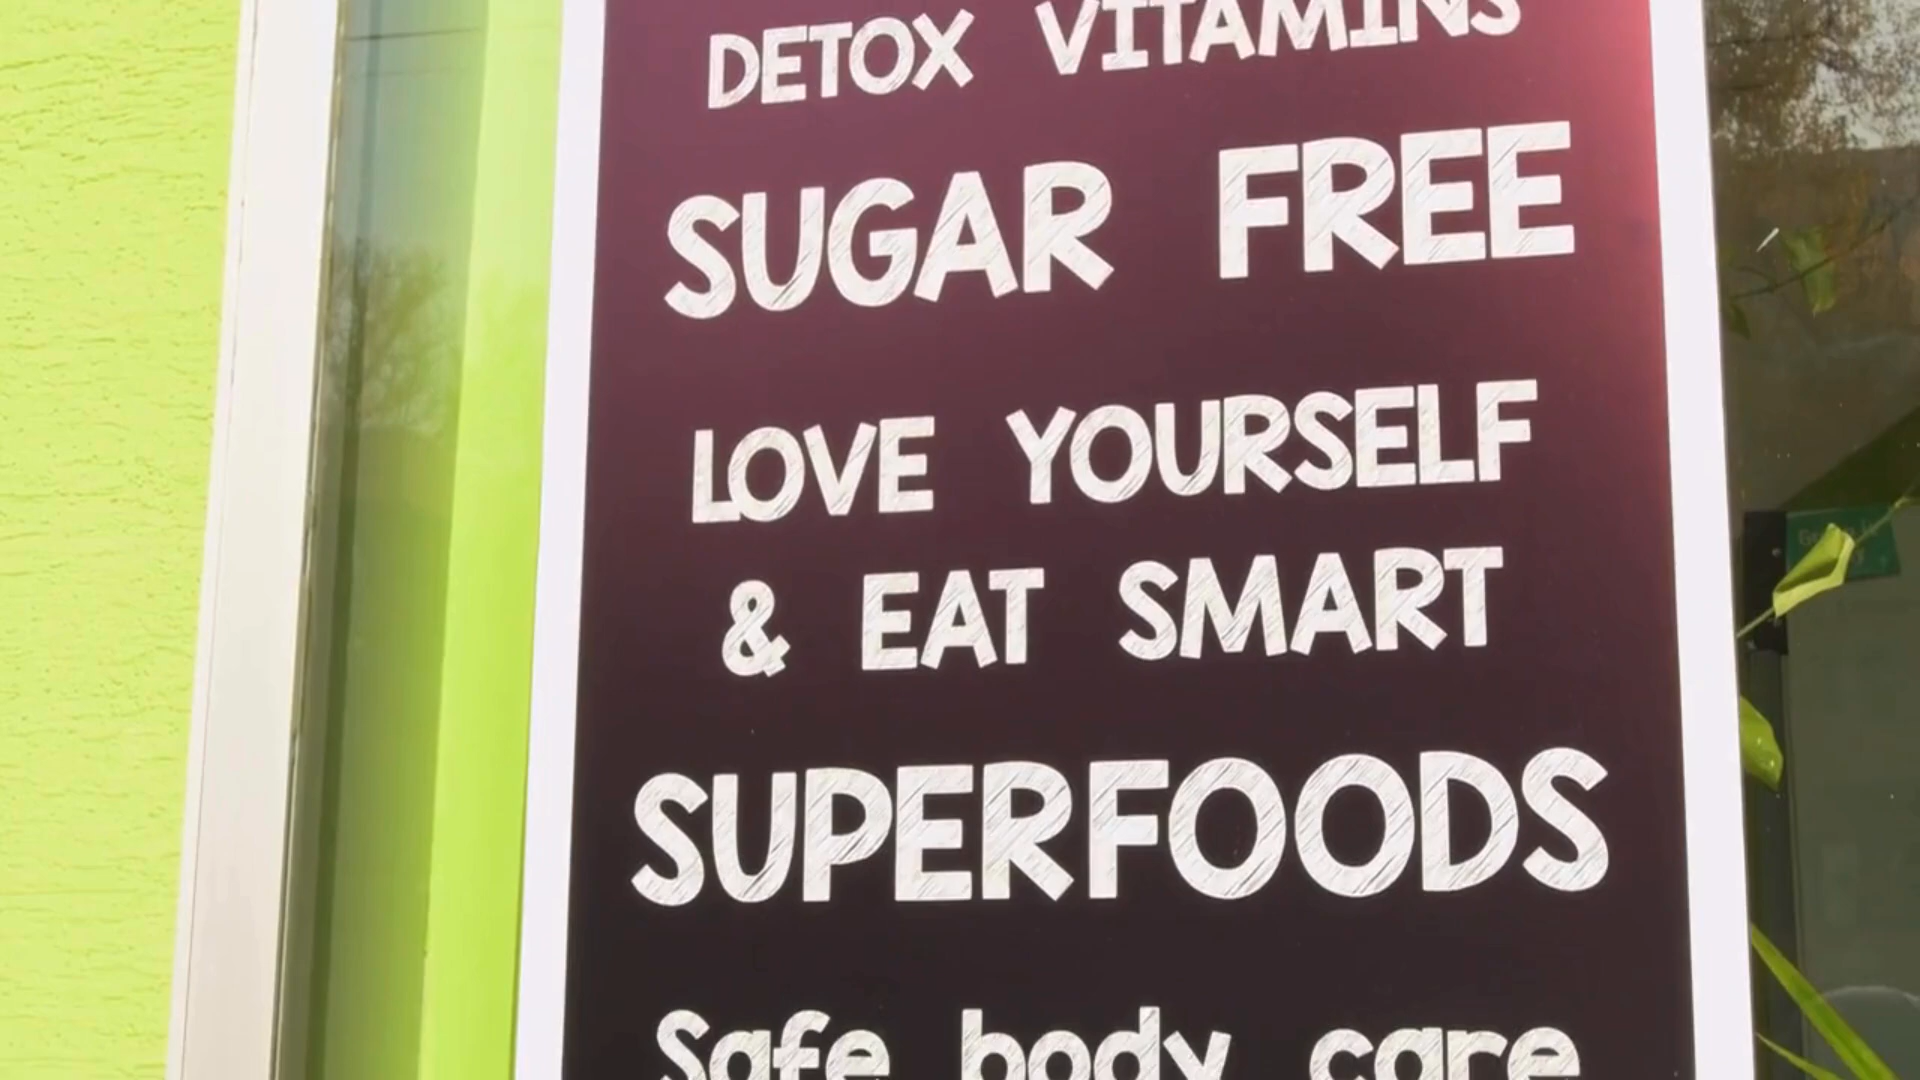 DETOX VITAMINS
SUGAR FREE
LOVE YOURSELF
& EAT SMART
SUPERFOODS
Safe body care